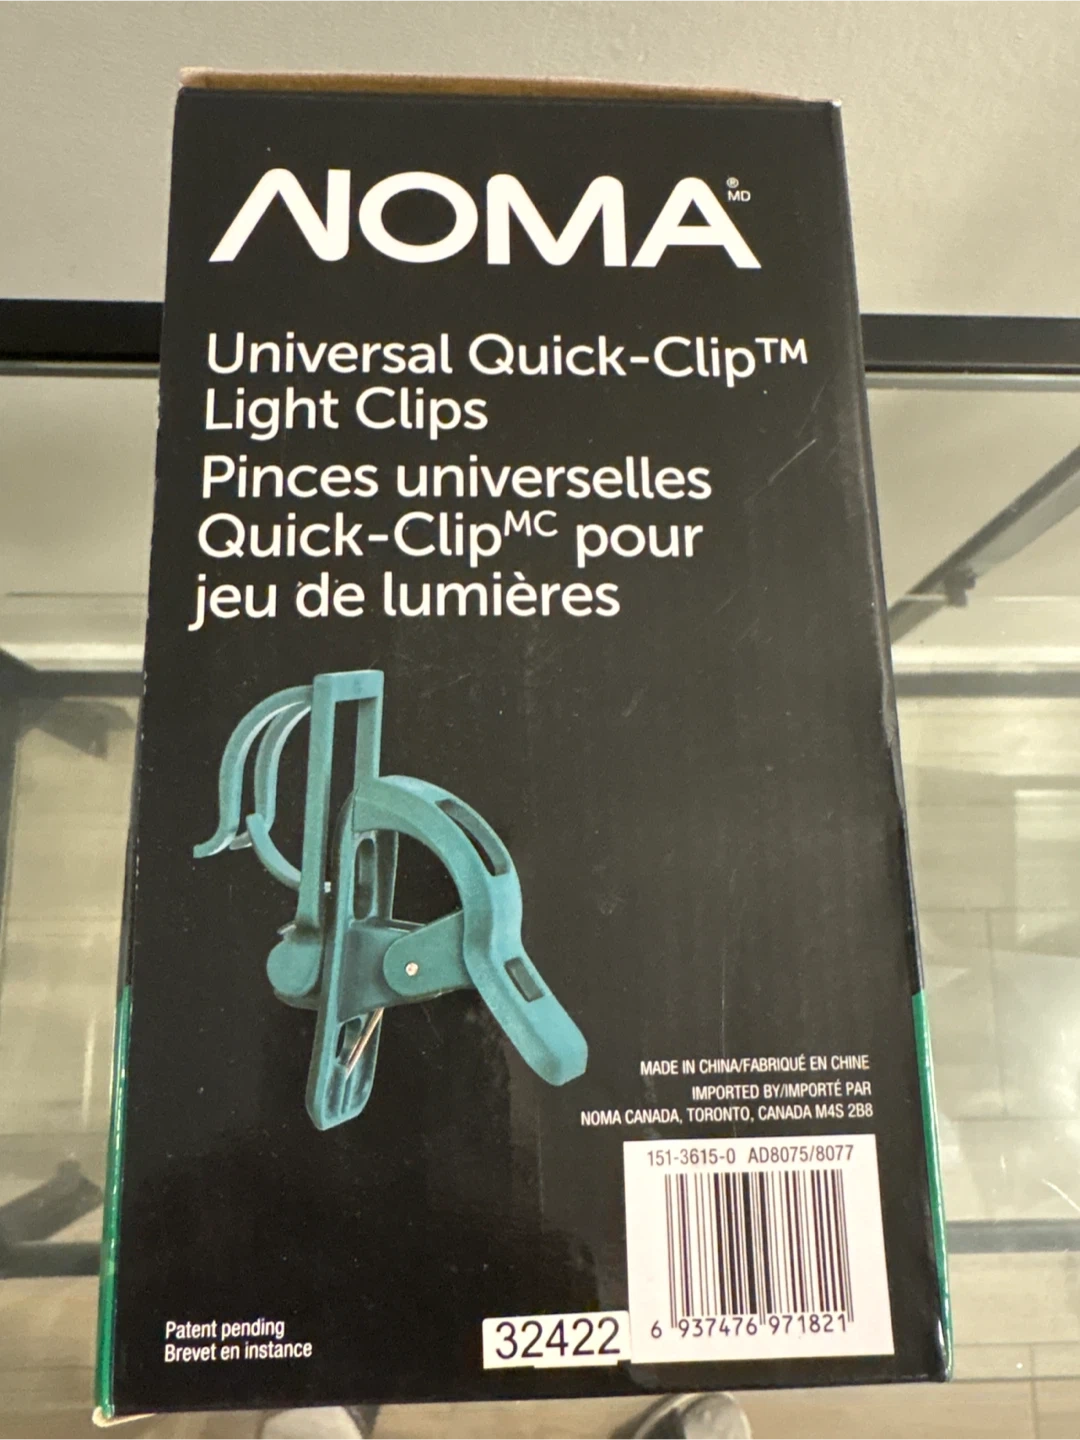 NOMA®
MD
Universal Quick-Clip™
Light Clips
Pinces universelles
Quick-Clipᴹᶜ pour
jeu de lumières
MADE IN CHINA/FABRIQUÉ EN CHINE
IMPORTED BY/IMPORTÉ PAR
NOMA CANADA, TORONTO, CANADA M4S 2B8
151-3615-0 AD8075/8077
6 937476 971821
32422
Patent pending
Brevet en instance